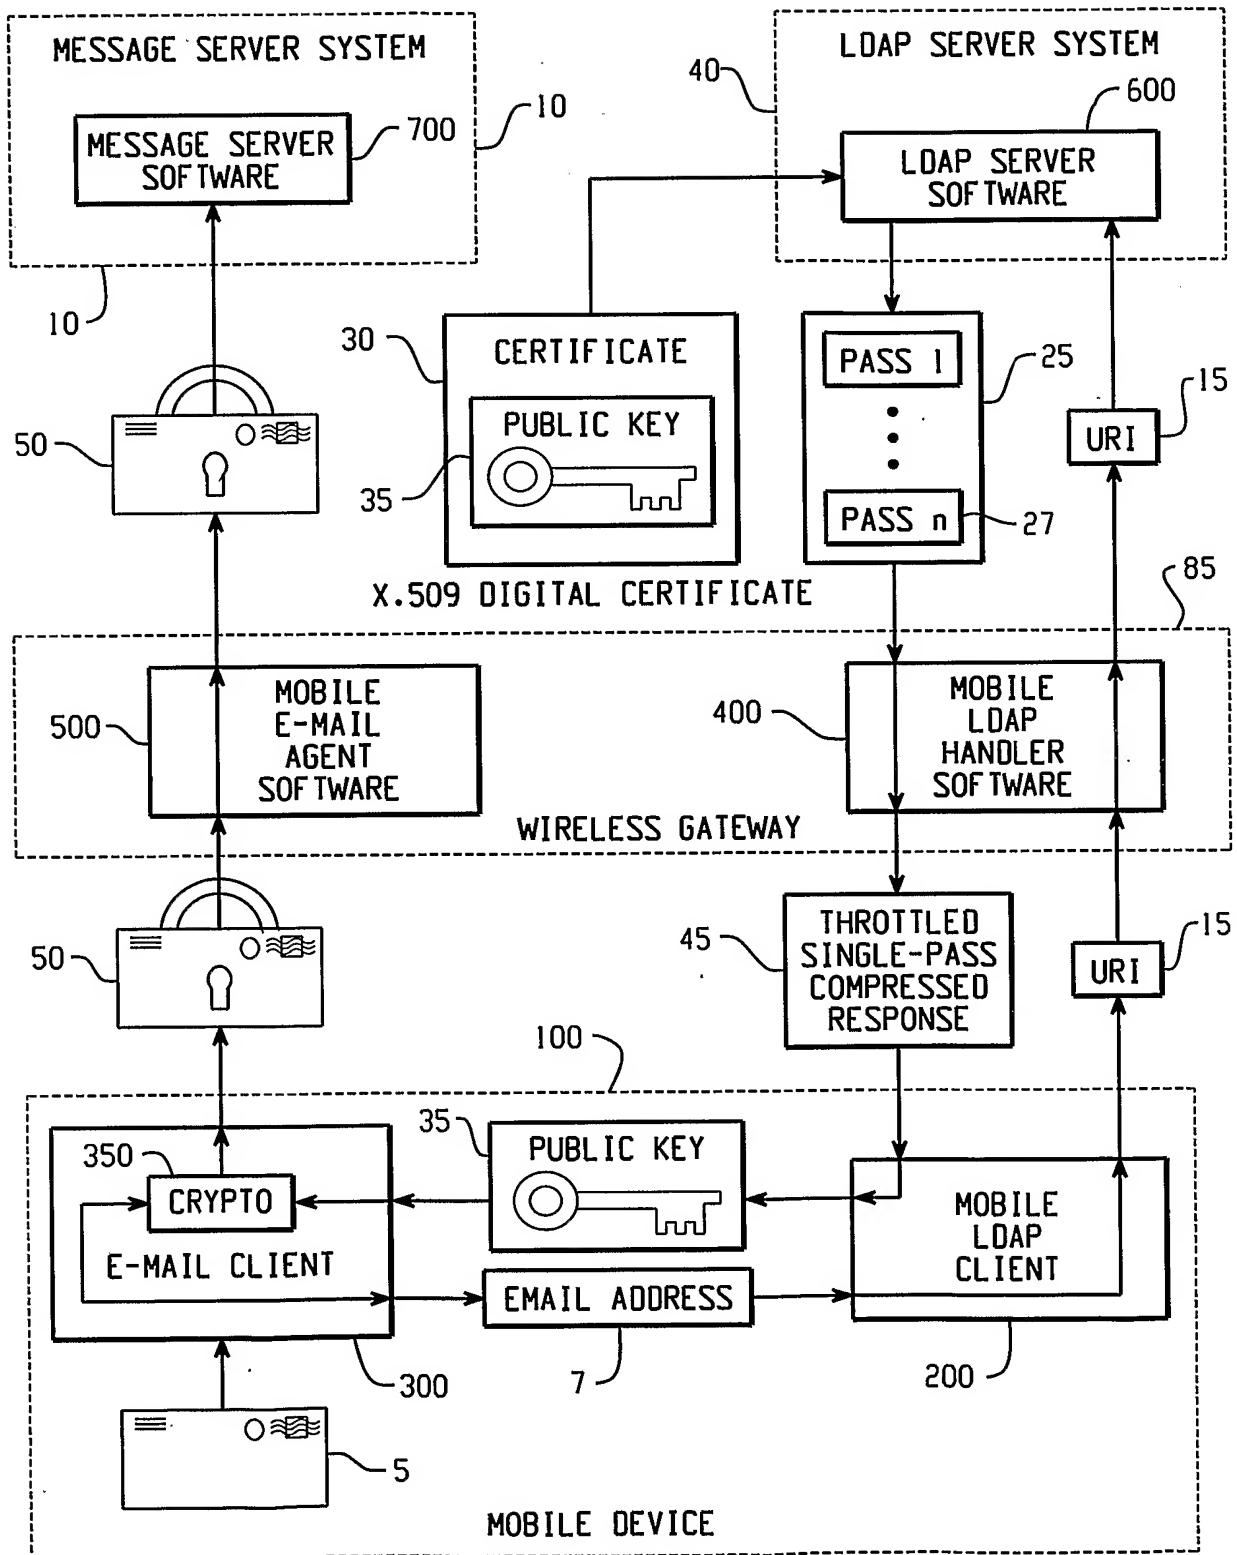 MESSAGE SERVER SYSTEM
LDAP SERVER SYSTEM
40
600
10
700
MESSAGE SERVER
SOFTWARE
LDAP SERVER
SOFTWARE
10
30
CERTIFICATE
PASS 1
25
15
50
PUBLIC KEY
URI
35
PASS n
27
X.509 DIGITAL CERTIFICATE
85
500
MOBILE
E-MAIL
AGENT
SOFTWARE
400
MOBILE
LDAP
HANDLER
SOFTWARE
WIRELESS GATEWAY
50
45
THROTTLED
SINGLE-PASS
COMPRESSED
RESPONSE
15
URI
100
35
PUBLIC KEY
350
CRYPTO
MOBILE
LDAP
CLIENT
E-MAIL CLIENT
EMAIL ADDRESS
300
7
200
5
MOBILE DEVICE